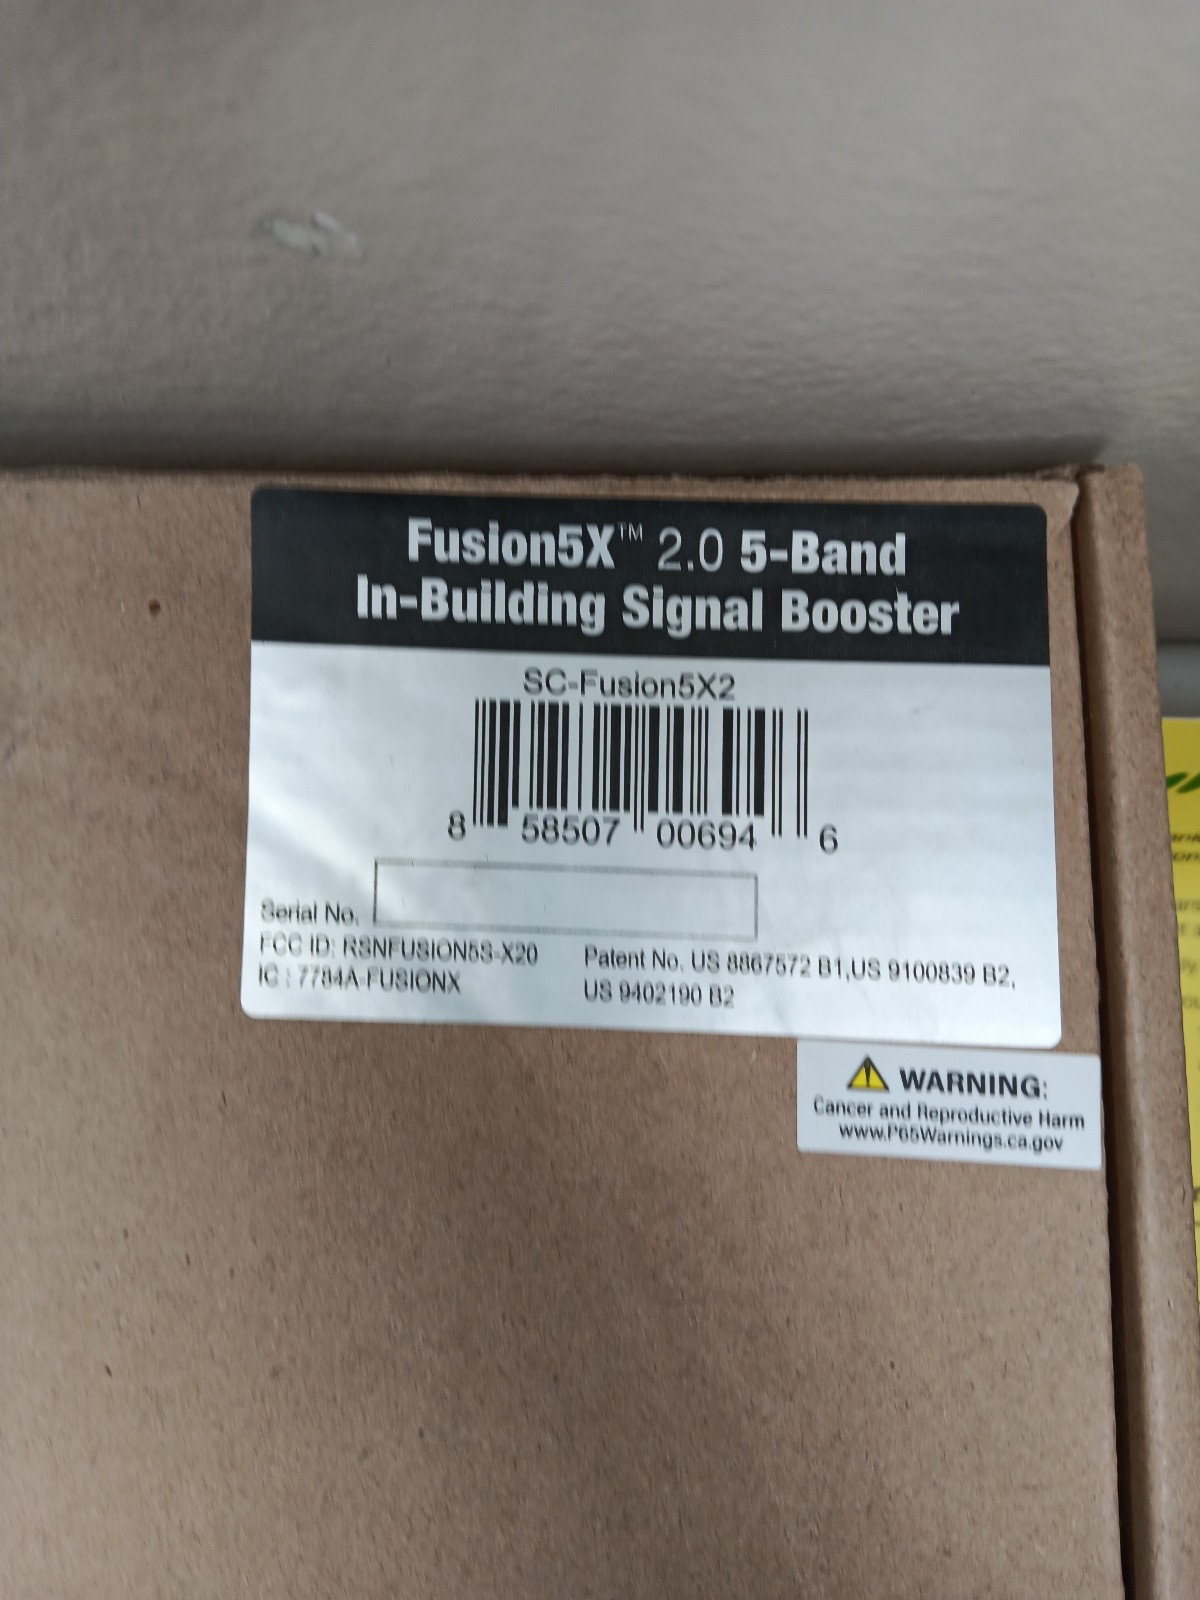 Fusion5X™ 2.0 5-Band
In-Building Signal Booster
SC-Fusion5X2
8 58507 00694 6
Serial No.
FCC ID: RSNFUSION5S-X20
IC : 7784A-FUSIONX
Patent No. US 8867572 B1,US 9100839 B2,
US 9402190 B2
WARNING:
Cancer and Reproductive Harm
www.P65Warnings.ca.gov